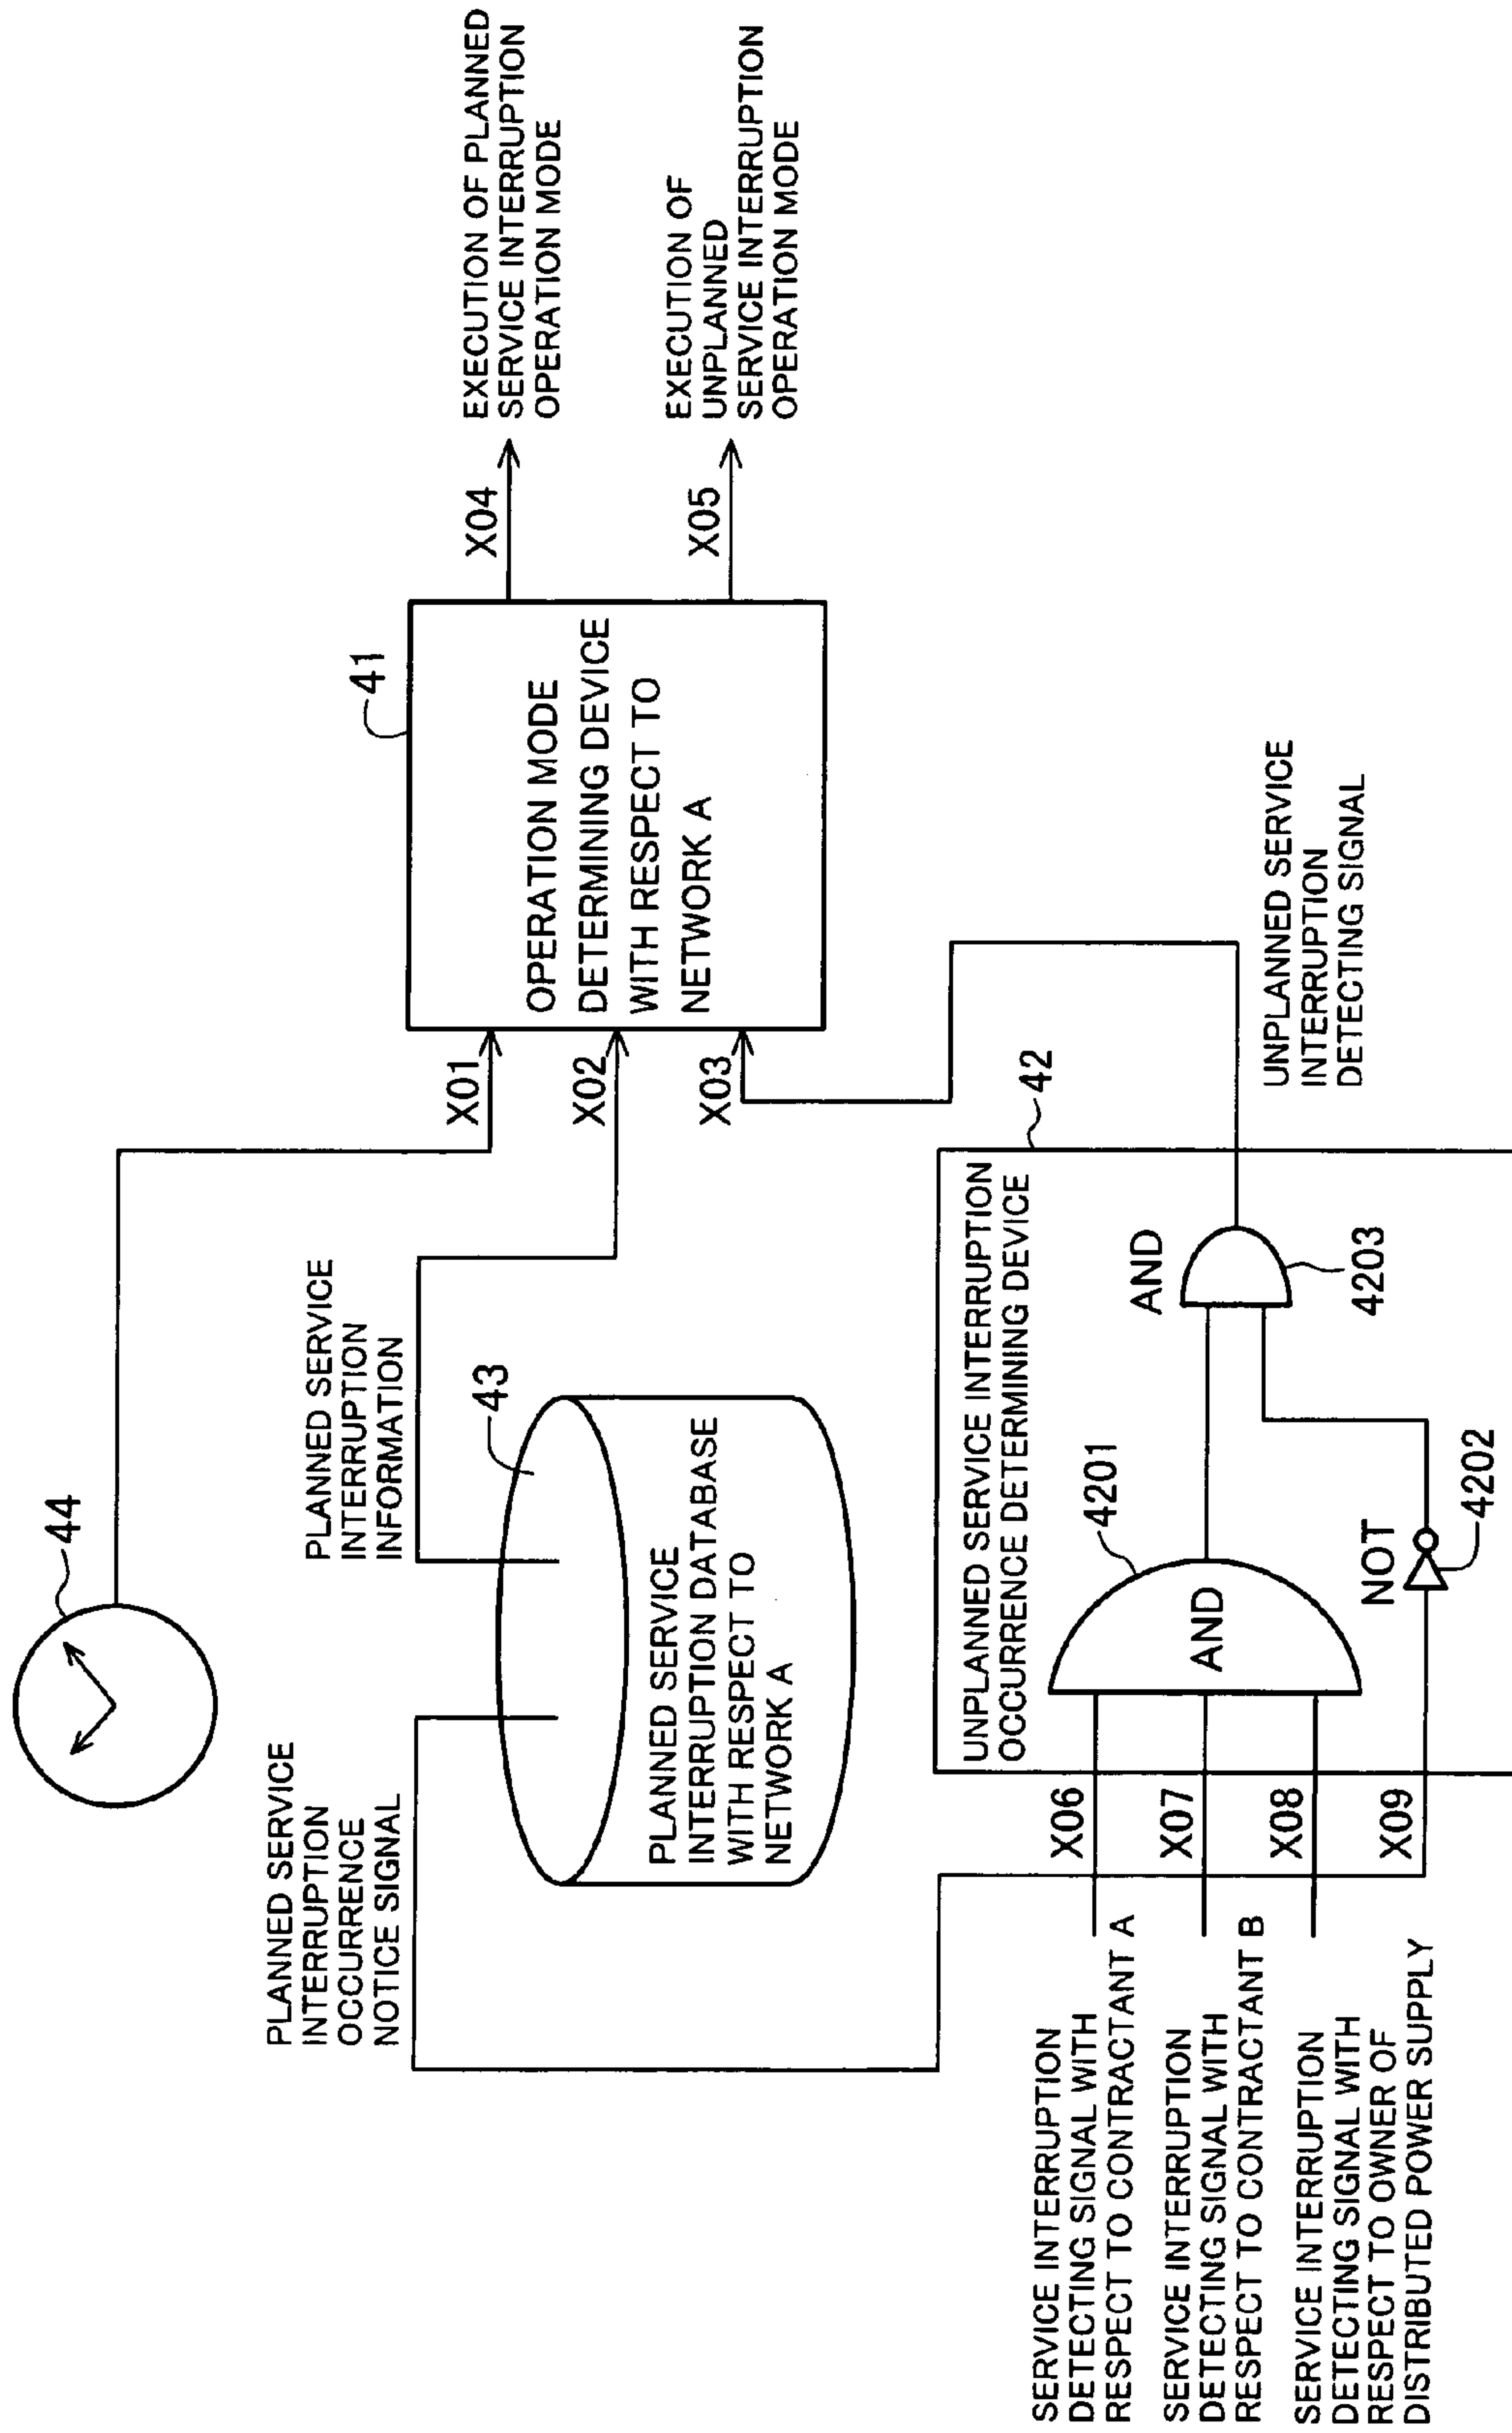 44
PLANNED SERVICE
INTERRUPTION
OCCURRENCE
NOTICE SIGNAL
PLANNED SERVICE
INTERRUPTION
INFORMATION
43
PLANNED SERVICE
INTERRUPTION DATABASE
WITH RESPECT TO
NETWORK A
X01
X02
X03
41
OPERATION MODE
DETERMINING DEVICE
WITH RESPECT TO
NETWORK A
X04
EXECUTION OF PLANNED
SERVICE INTERRUPTION
OPERATION MODE
X05
EXECUTION OF
UNPLANNED
SERVICE INTERRUPTION
OPERATION MODE
SERVICE INTERRUPTION
DETECTING SIGNAL WITH
RESPECT TO CONTRACTANT A
SERVICE INTERRUPTION
DETECTING SIGNAL WITH
RESPECT TO CONTRACTANT B
SERVICE INTERRUPTION
DETECTING SIGNAL WITH
RESPECT TO OWNER OF
DISTRIBUTED POWER SUPPLY
X06
X07
X08
X09
UNPLANNED SERVICE INTERRUPTION
OCCURRENCE DETERMINING DEVICE
42
AND
4201
NOT
4202
AND
4203
UNPLANNED SERVICE
INTERRUPTION
DETECTING SIGNAL